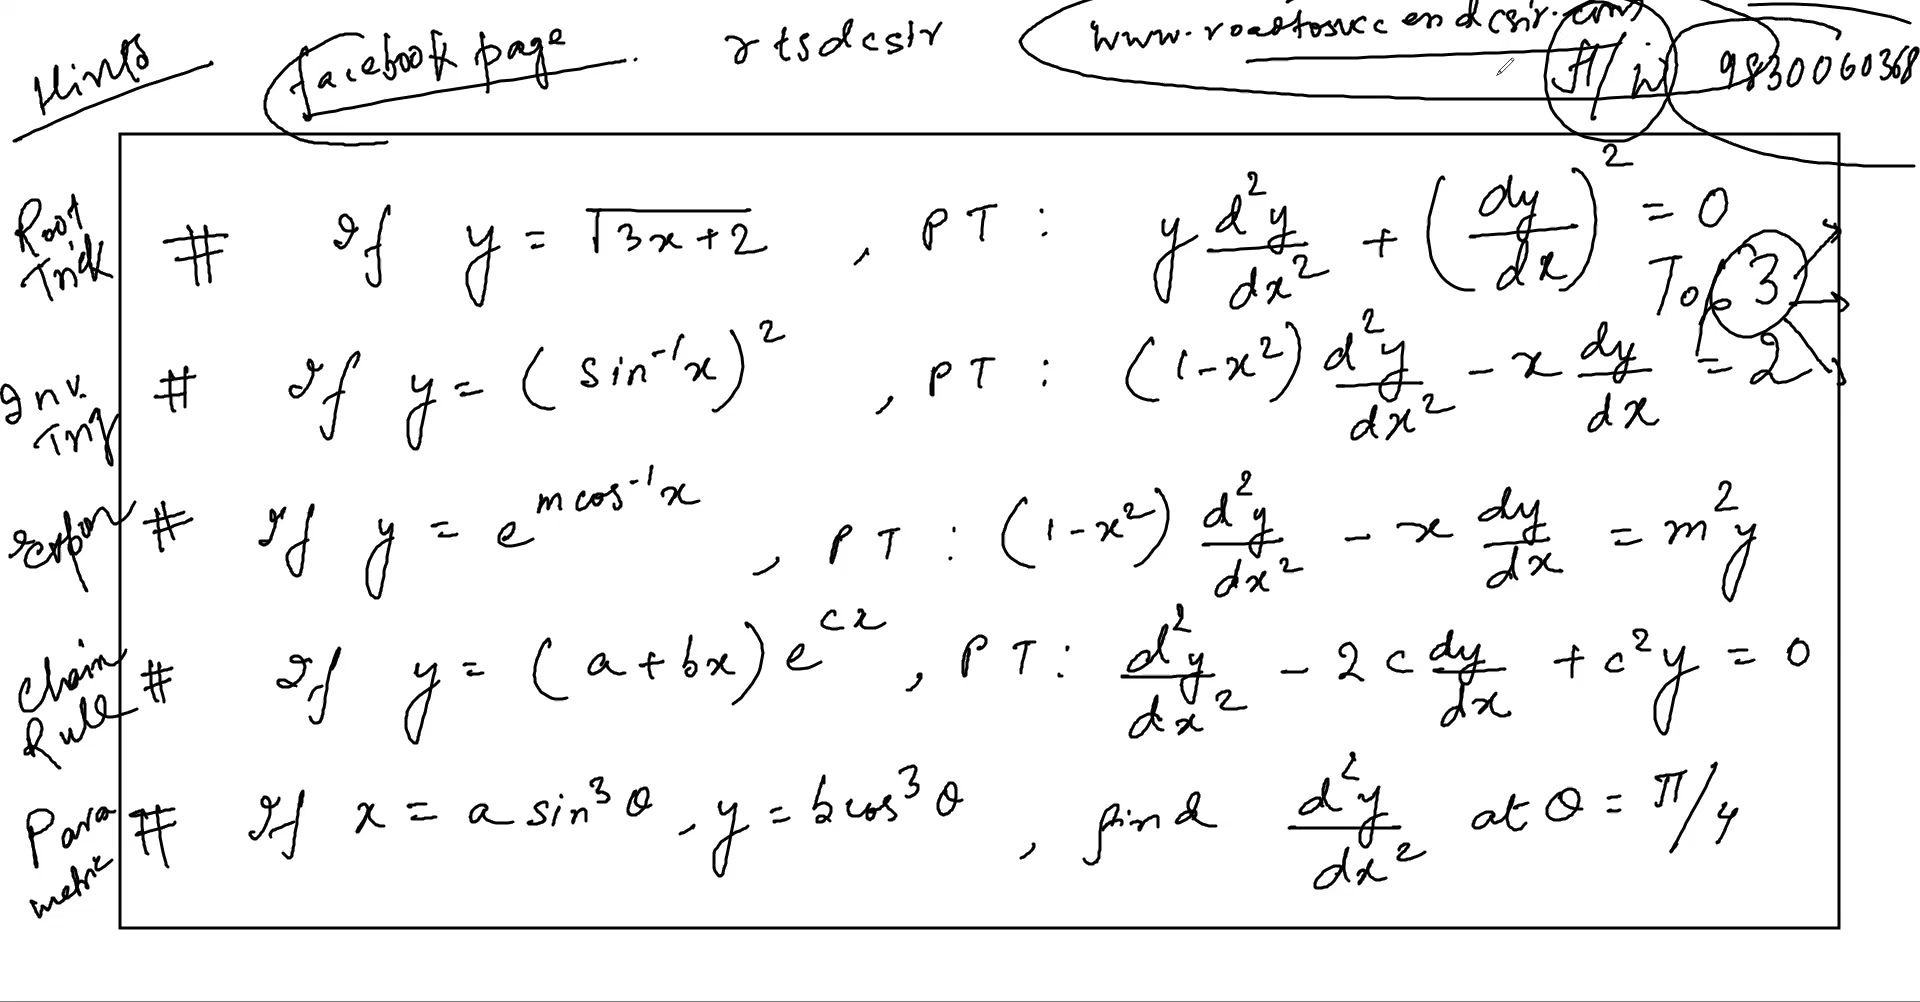 Hints facebook page rtsdcsir www.roadtosuccendcsir.com
H/W 9830060368
Root Trick # If y = √3x+2 , PT : y d²y/dx² + (dy/dx)² = 0
Top 3
Inv. Trig # If y = (sin⁻¹x)² , PT : (1-x²) d²y/dx² - x dy/dx = 2
Expon # If y = e^(m cos⁻¹x) , PT : (1-x²) d²y/dx² - x dy/dx = m²y
Chain Rule # If y = (a+bx) e^(cx) , PT : d²y/dx² - 2c dy/dx + c²y = 0
Parametric # If x = a sin³θ , y = b cos³θ , find d²y/dx² at θ = π/4